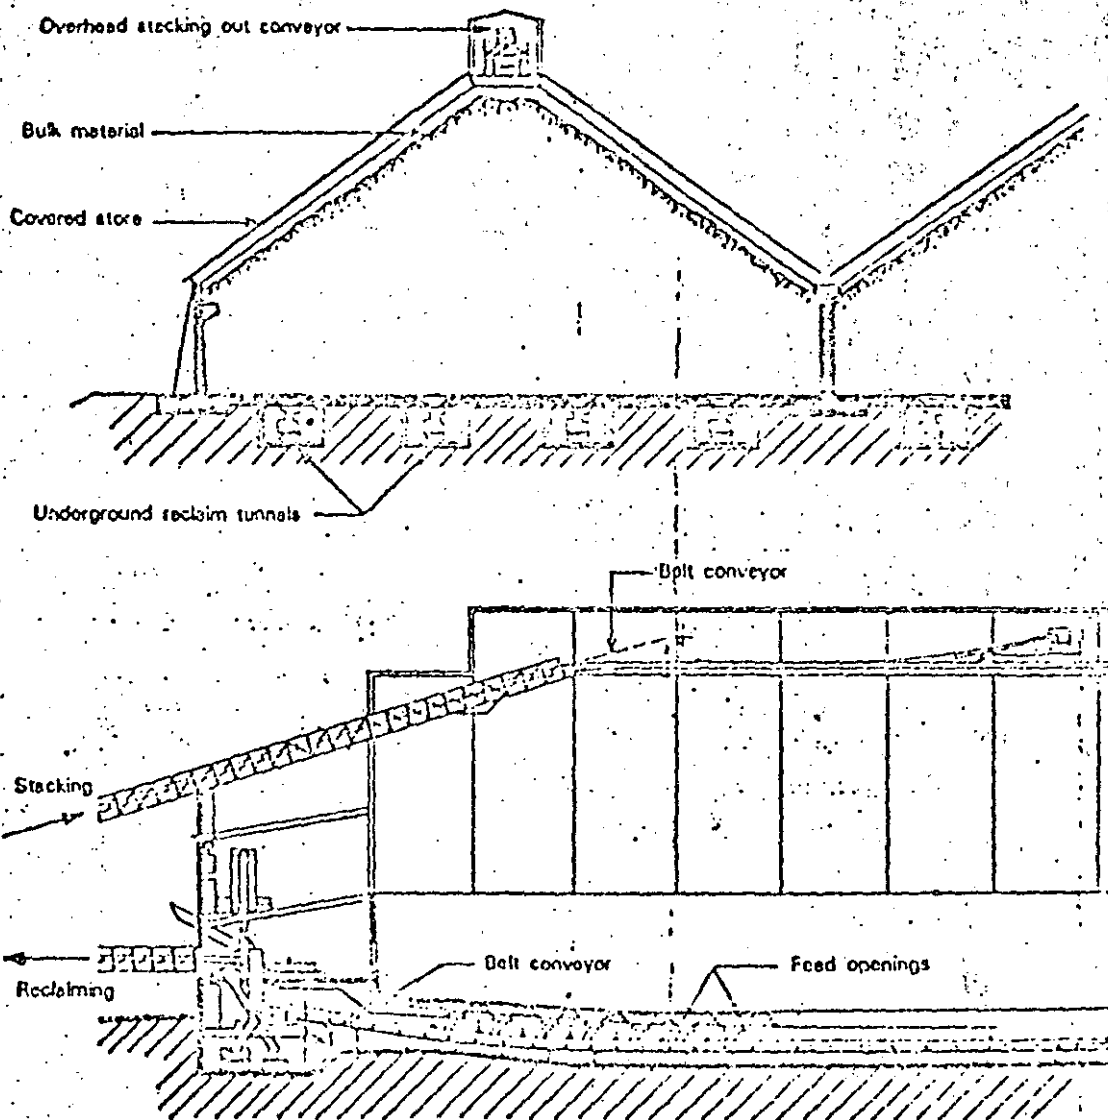 Overhead stacking out conveyor
Bulk material
Covered store
Underground reclaim tunnels
Belt conveyor
Stacking
Belt conveyor
Feed openings
Reclaiming